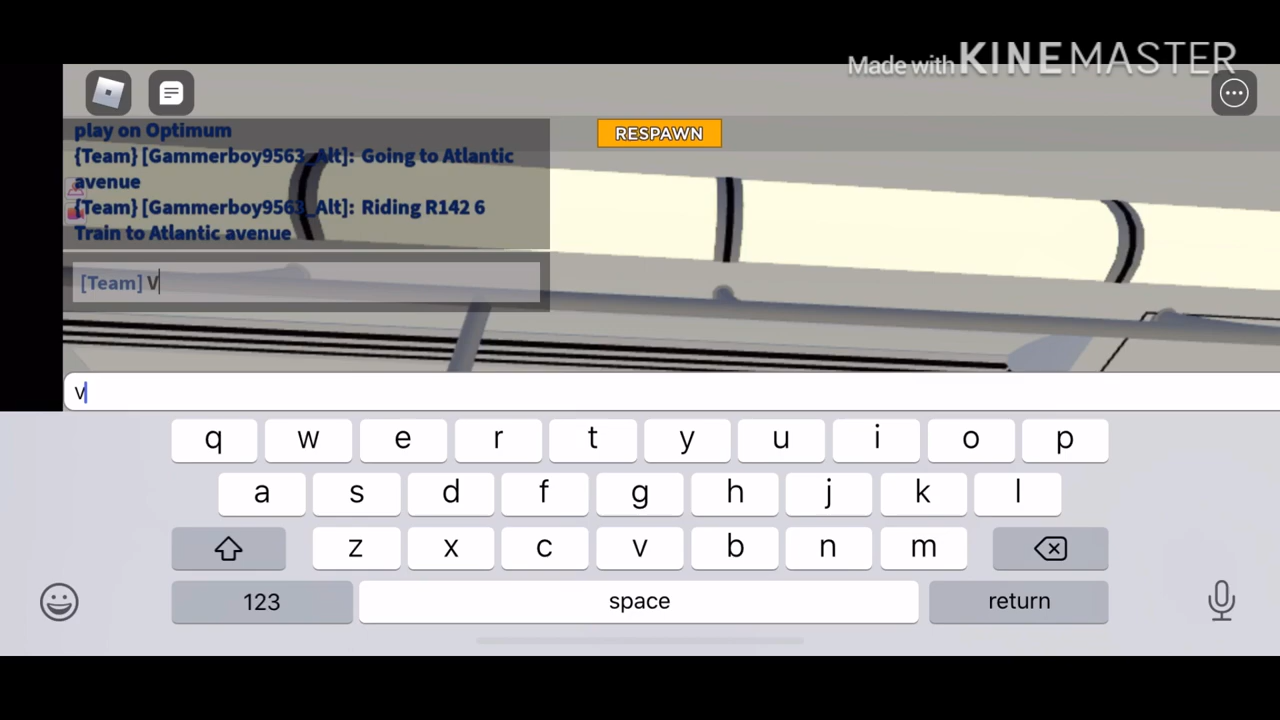 Made with KINEMASTER
play on Optimum
RESPAWN
{Team} [Gammerboy9563_Alt]: Going to Atlantic
avenue
{Team} [Gammerboy9563_Alt]: Riding R142 6
Train to Atlantic avenue
[Team] V
v
q w e r t y u i o p
a s d f g h j k l
z x c v b n m
123 space return